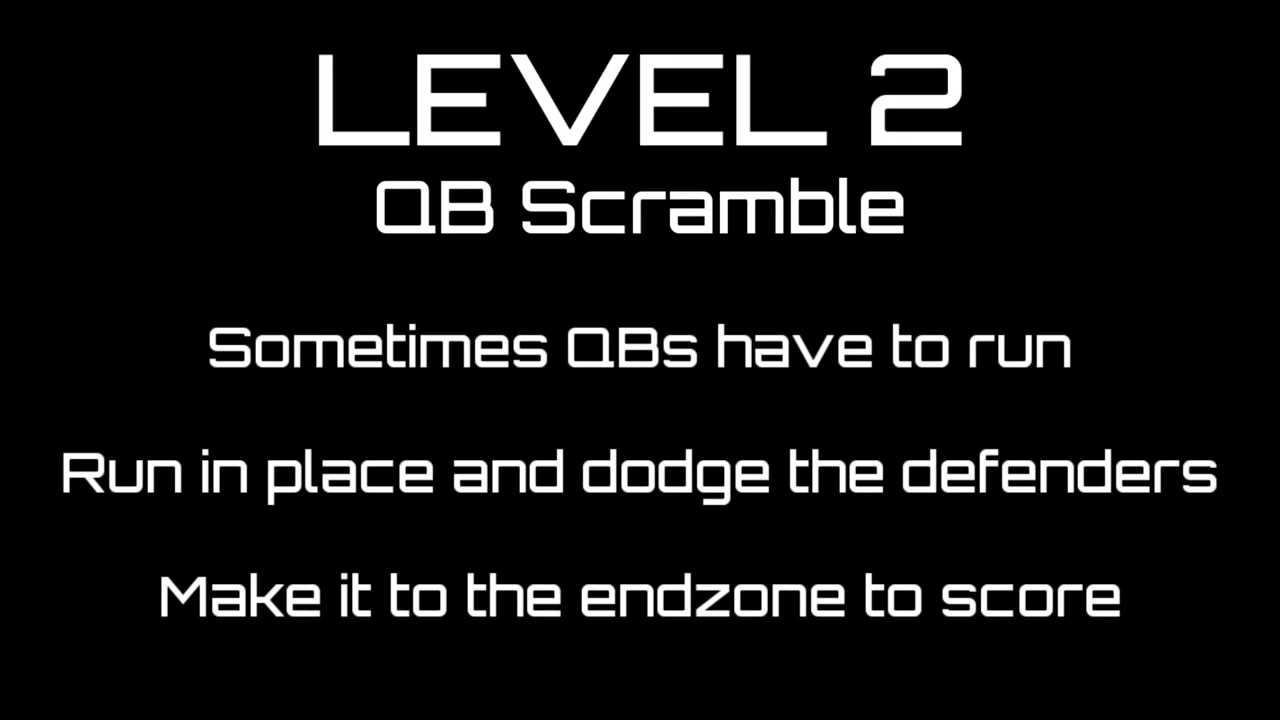 LEVEL 2
QB Scramble
Sometimes QBs have to run
Run in place and dodge the defenders
Make it to the endzone to score